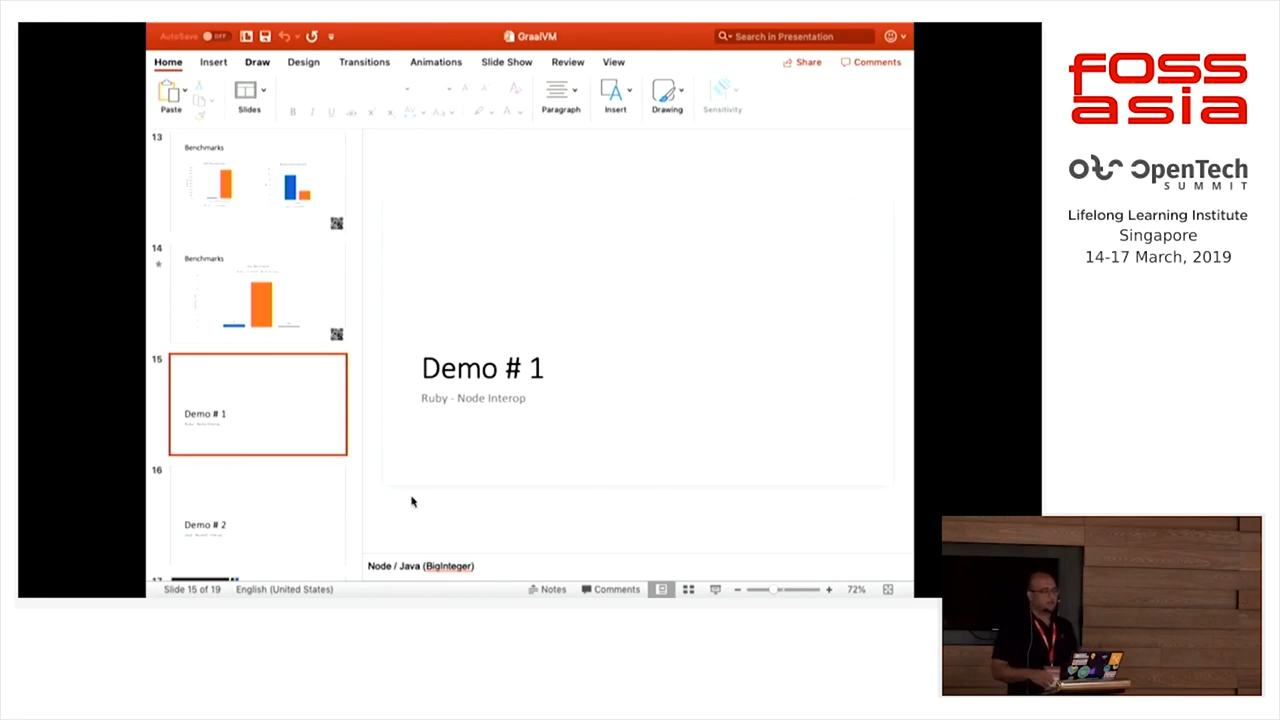 AutoSave OFF
GraalVM
Search in Presentation
Home Insert Draw Design Transitions Animations Slide Show Review View Share Comments
Paste Slides Paragraph Insert Drawing Sensitivity
13
Benchmarks
14
Benchmarks
15
Demo # 1
16
Demo # 2
Demo # 1
Ruby - Node Interop
Node / Java (BigInteger)
Slide 15 of 19 English (United States) Notes Comments 72%
foss
asia
OpenTech
SUMMIT
Lifelong Learning Institute
Singapore
14-17 March, 2019